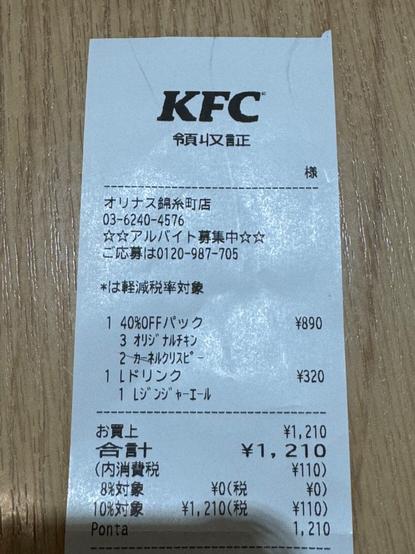 KFC
領収証
様
オリナス錦糸町店
03-6240-4576
☆☆アルバイト募集中☆☆
ご応募は0120-987-705
*は軽減税率対象
1 40%OFFパック ¥890
3 オリジナルチキン
2 カーネルクリスピー
1 Lドリンク ¥320
1 Lジンジャーエール
お買上 ¥1,210
合計 ¥1,210
(内消費税 ¥110)
8%対象 ¥0(税 ¥0)
10%対象 ¥1,210(税 ¥110)
Ponta 1,210